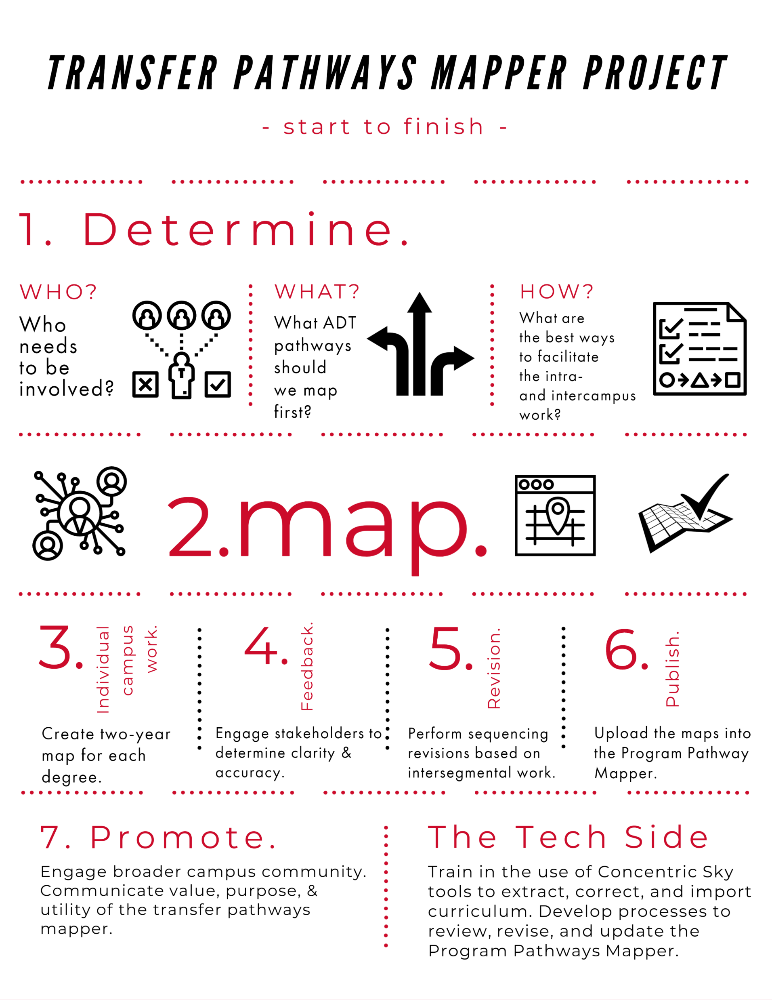 TRANSFER PATHWAYS MAPPER PROJECT
- start to finish -
1. Determine.
WHO?
Who
needs
to be
involved?
WHAT?
What ADT
pathways
should
we map
first?
HOW?
What are
the best ways
to facilitate
the intra-
and intercampus
work?
2.map.
3.
Individual
campus
work.
Create two-year
map for each
degree.
4.
Feedback.
Engage stakeholders to
determine clarity &
accuracy.
5.
Revision.
Perform sequencing
revisions based on
intersegmental work.
6.
Publish.
Upload the maps into
the Program Pathway
Mapper.
7. Promote.
Engage broader campus community.
Communicate value, purpose, &
utility of the transfer pathways
mapper.
The Tech Side
Train in the use of Concentric Sky
tools to extract, correct, and import
curriculum. Develop processes to
review, revise, and update the
Program Pathways Mapper.